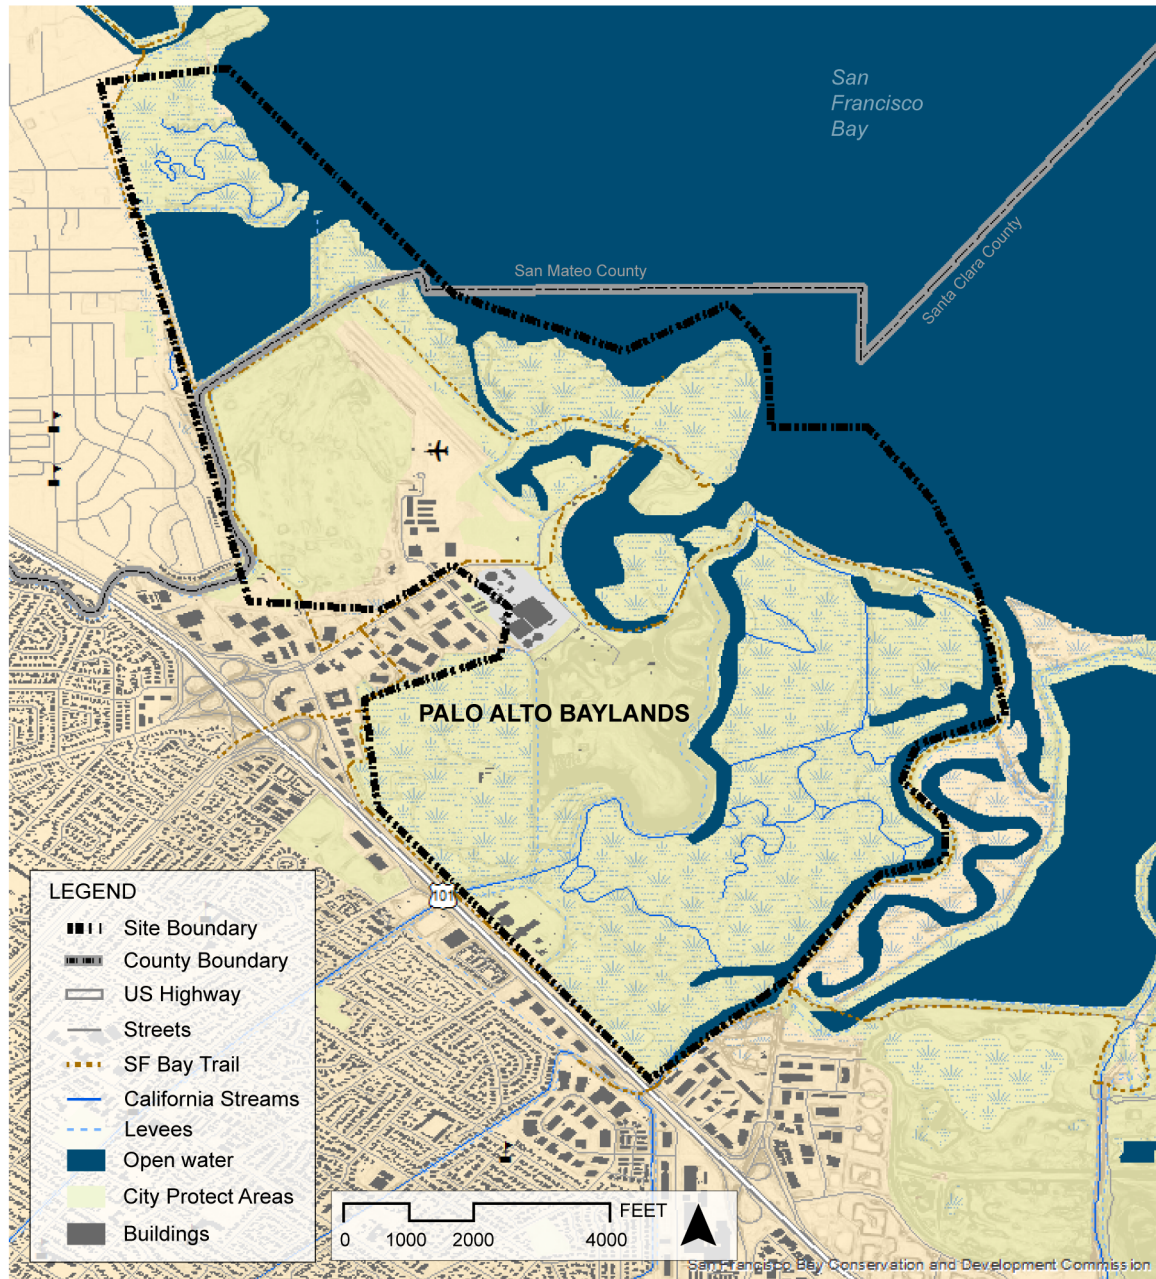 San
Francisco
Bay
San Mateo County
Santa Clara County
PALO ALTO BAYLANDS
101
LEGEND
Site Boundary
County Boundary
US Highway
Streets
SF Bay Trail
California Streams
Levees
Open water
City Protect Areas
Buildings
FEET
0 1000 2000 4000
San Francisco Bay Conservation and Development Commission